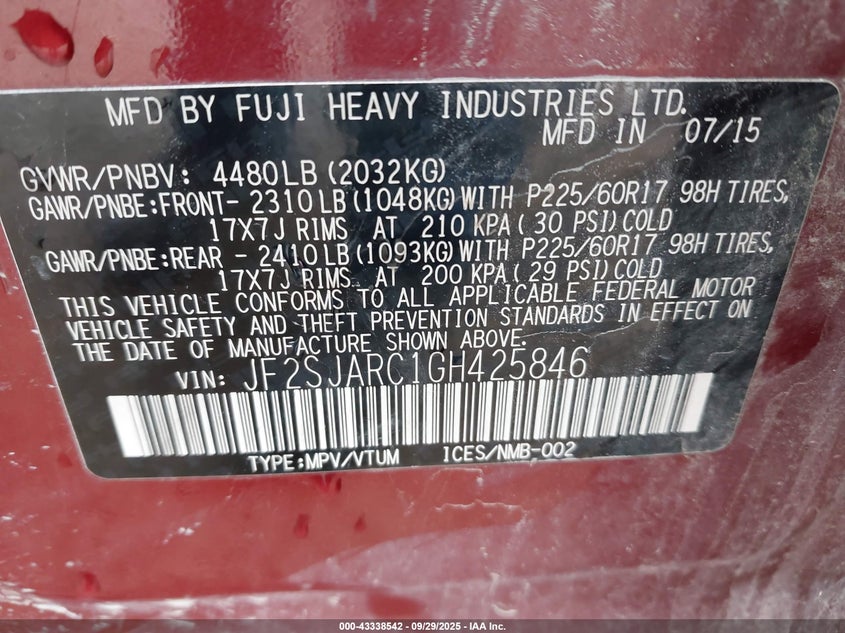 MFD BY FUJI HEAVY INDUSTRIES LTD.
MFD IN 07/15
GVWR/PNBV: 4480LB (2032KG)
GAWR/PNBE:FRONT- 2310 LB (1048KG) WITH P225/60R17 98H TIRES,
17X7J RIMS AT 210 KPA ( 30 PSI) COLD
GAWR/PNBE:REAR - 2410 LB (1093KG) WITH P225/60R17 98H TIRES,
17X7J RIMS AT 200 KPA ( 29 PSI) COLD
THIS VEHICLE CONFORMS TO ALL APPLICABLE FEDERAL MOTOR
VEHICLE SAFETY AND THEFT PREVENTION STANDARDS IN EFFECT ON
THE DATE OF MANUFACTURE SHOWN ABOVE.
VIN: JF2SJARC1GH425846
TYPE:MPV/VTUM ICES/NMB-002
000-43338542 - 09/29/2025 - IAA Inc.